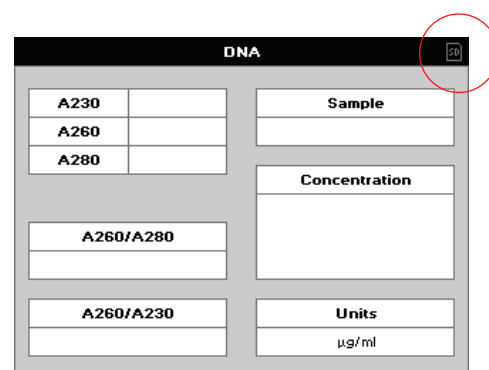 DNA
SD
A230
A260
A280
Sample
Concentration
A260/A280
A260/A230
Units
µg/ml